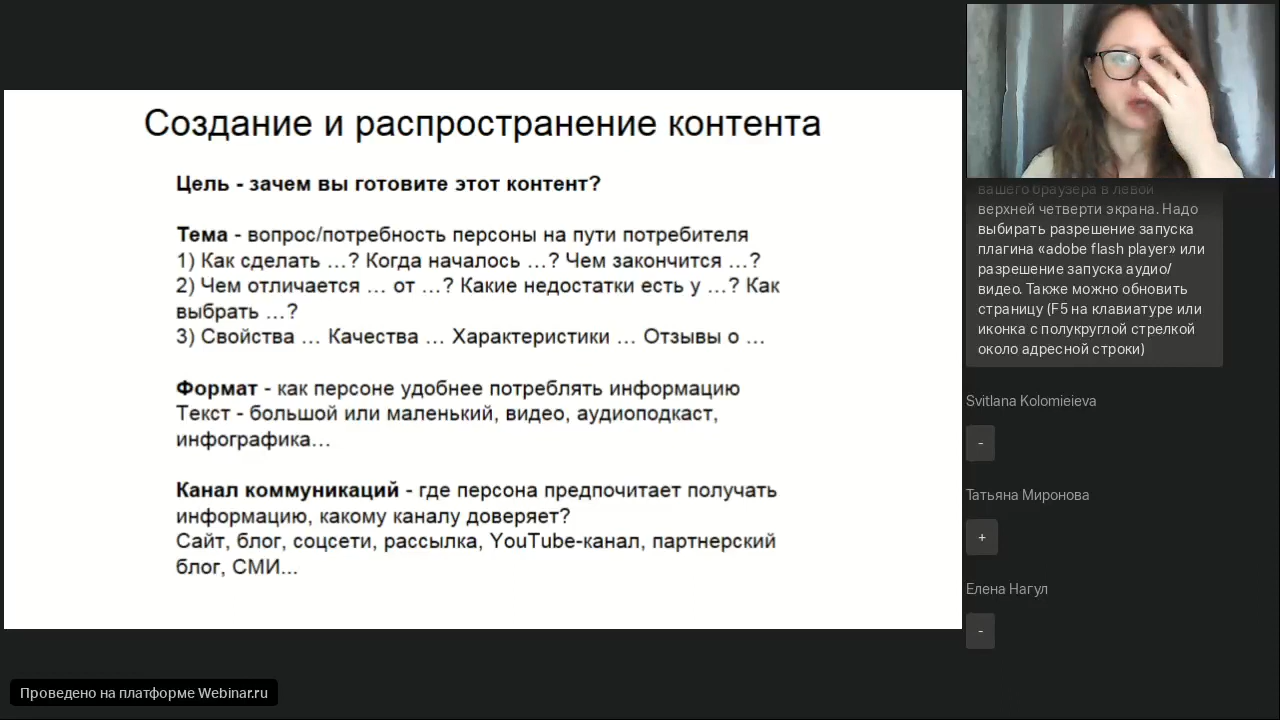 Создание и распространение контента
Цель - зачем вы готовите этот контент?
Тема - вопрос/потребность персоны на пути потребителя
1) Как сделать …? Когда началось …? Чем закончится …?
2) Чем отличается … от …? Какие недостатки есть у …? Как
выбрать …?
3) Свойства … Качества … Характеристики … Отзывы о …
Формат - как персоне удобнее потреблять информацию
Текст - большой или маленький, видео, аудиоподкаст,
инфографика…
Канал коммуникаций - где персона предпочитает получать
информацию, какому каналу доверяет?
Сайт, блог, соцсети, рассылка, YouTube-канал, партнерский
блог, СМИ...
вашего браузера в левой
верхней четверти экрана. Надо
выбирать разрешение запуска
плагина «adobe flash player» или
разрешение запуска аудио/
видео. Также можно обновить
страницу (F5 на клавиатуре или
иконка с полукруглой стрелкой
около адресной строки)
Svitlana Kolomieieva
-
Татьяна Миронова
+
Елена Нагул
-
Проведено на платформе Webinar.ru